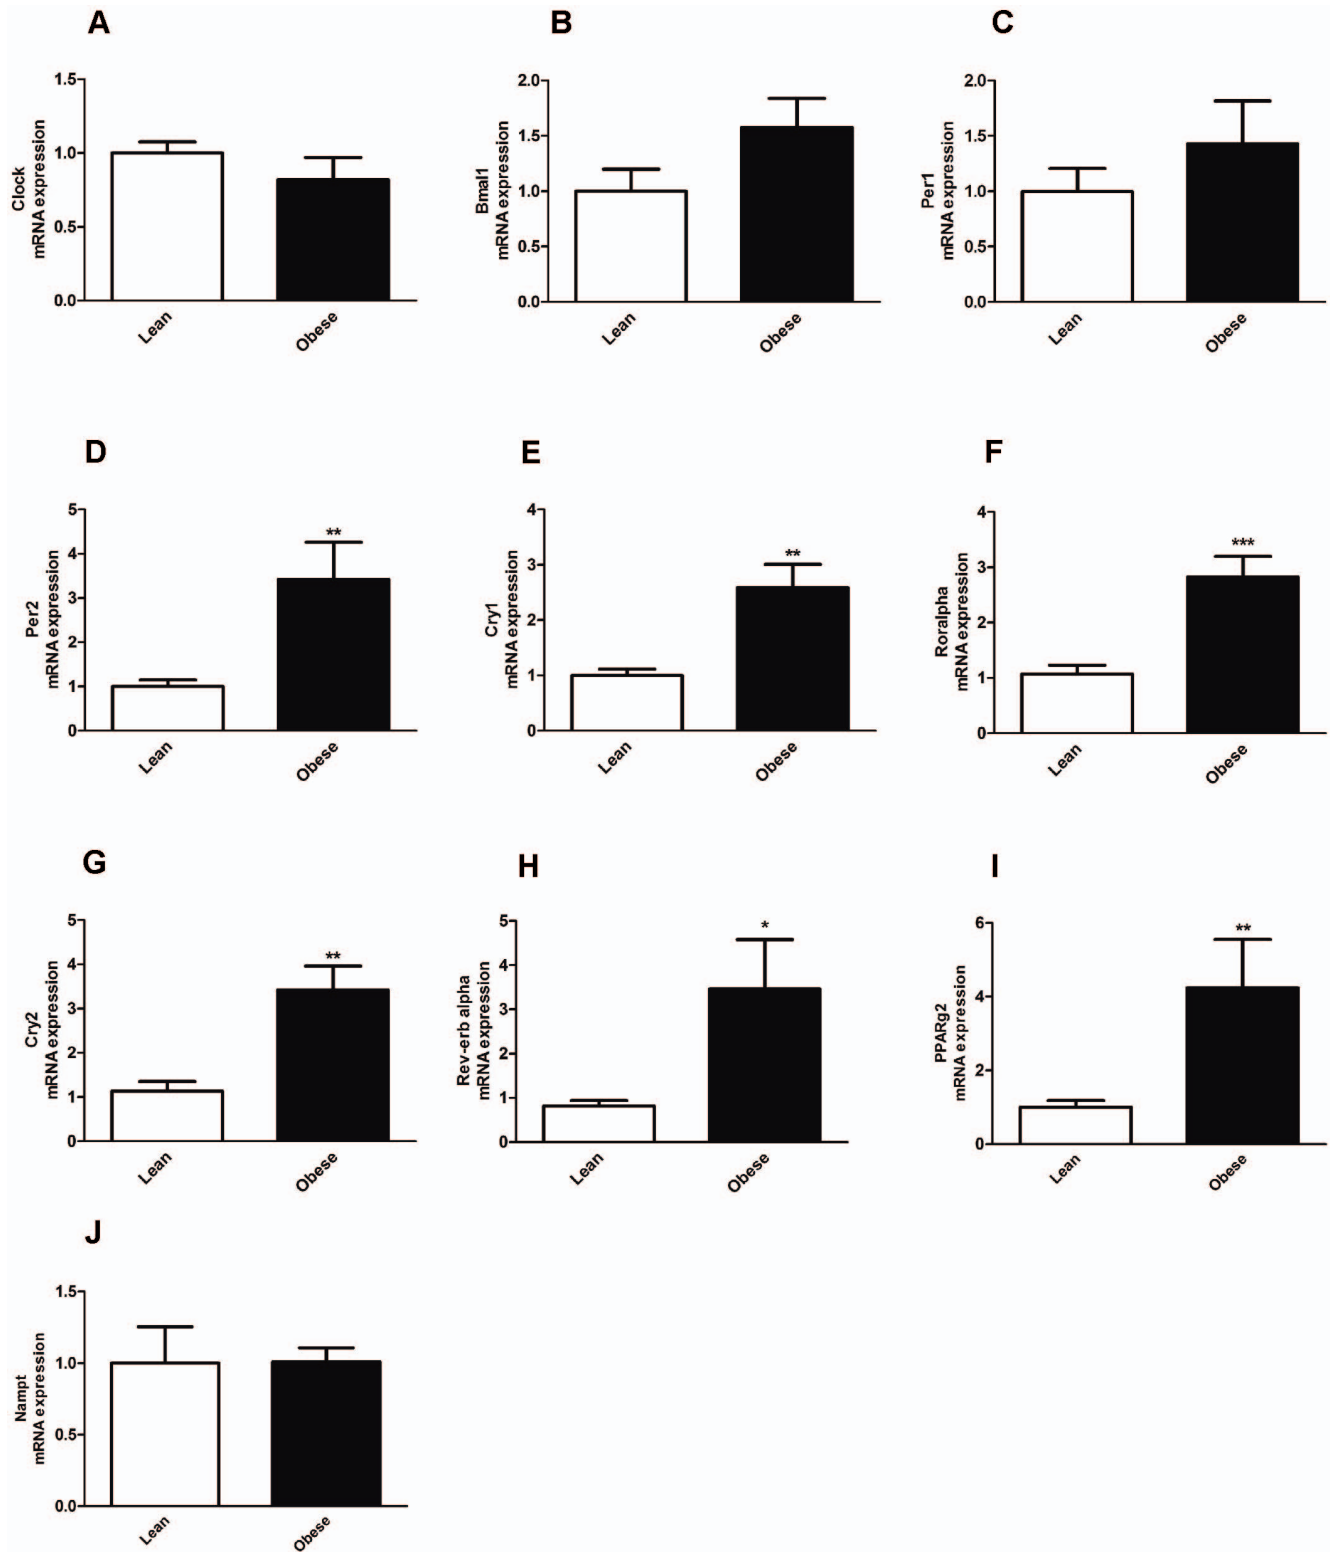 A
B
C
Clock
mRNA expression
1.5
1.0
0.5
0.0
Lean
Obese
Bmal1
mRNA expression
2.0
1.5
1.0
0.5
0.0
Lean
Obese
Per1
mRNA expression
2.0
1.5
1.0
0.5
0.0
Lean
Obese
D
E
F
Per2
mRNA expression
5
4
3
2
1
0
**
Lean
Obese
Cry1
mRNA expression
4
3
2
1
0
**
Lean
Obese
Roralpha
mRNA expression
4
3
2
1
0
***
Lean
Obese
G
H
I
Cry2
mRNA expression
5
4
3
2
1
0
**
Lean
Obese
Rev-erb alpha
mRNA expression
5
4
3
2
1
0
*
Lean
Obese
PPARg2
mRNA expression
6
4
2
0
**
Lean
Obese
J
Nampt
mRNA expression
1.5
1.0
0.5
0.0
Lean
Obese